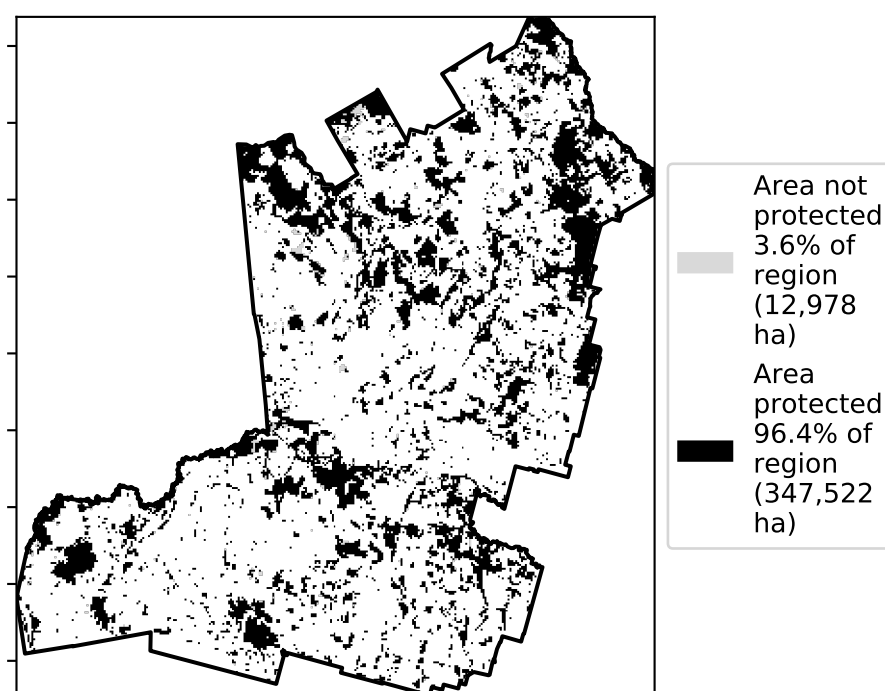 Area not
protected
3.6% of
region
(12,978
ha)
Area
protected
96.4% of
region
(347,522
ha)